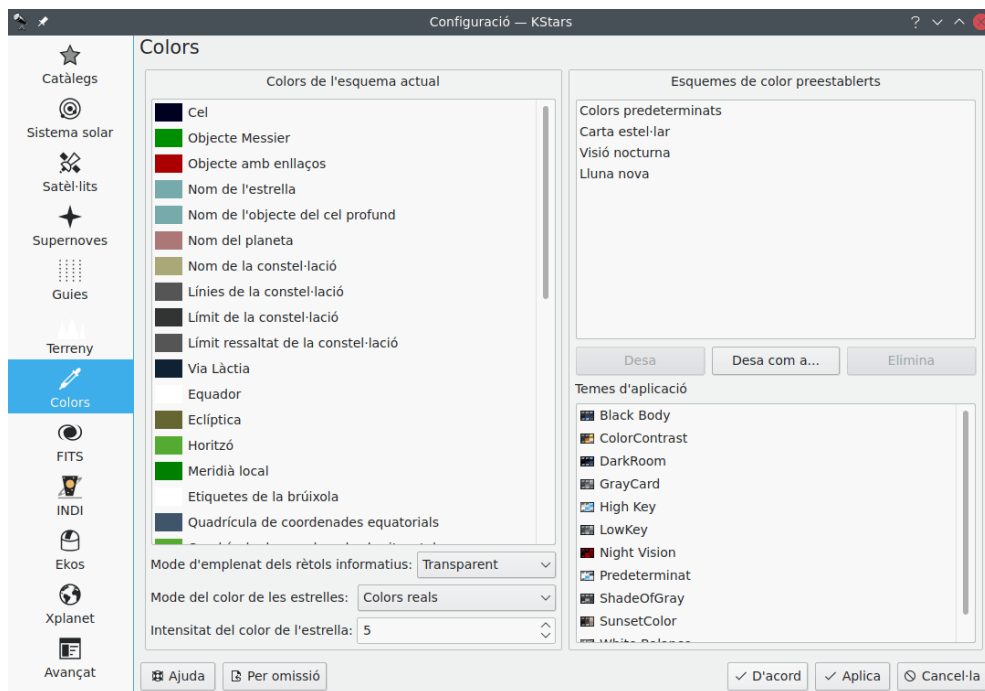 Configuració — KStars
Catàlegs
Sistema solar
Satèl·lits
Supernoves
Guies
Terreny
Colors
FITS
INDI
Ekos
Xplanet
Avançat
Colors
Colors de l'esquema actual
Cel
Objecte Messier
Objecte amb enllaços
Nom de l'estrella
Nom de l'objecte del cel profund
Nom del planeta
Nom de la constel·lació
Línies de la constel·lació
Límit de la constel·lació
Límit ressaltat de la constel·lació
Via Làctia
Equador
Eclíptica
Horitzó
Meridià local
Etiquetes de la brúixola
Quadrícula de coordenades equatorials
Mode d'emplenat dels rètols informatius: Transparent
Mode del color de les estrelles: Colors reals
Intensitat del color de l'estrella: 5
Esquemes de color preestablerts
Colors predeterminats
Carta estel·lar
Visió nocturna
Lluna nova
Desa Desa com a... Elimina
Temes d'aplicació
Black Body
ColorContrast
DarkRoom
GrayCard
High Key
LowKey
Night Vision
Predeterminat
ShadeOfGray
SunsetColor
White Balance
Ajuda Per omissió D'acord Aplica Cancel·la